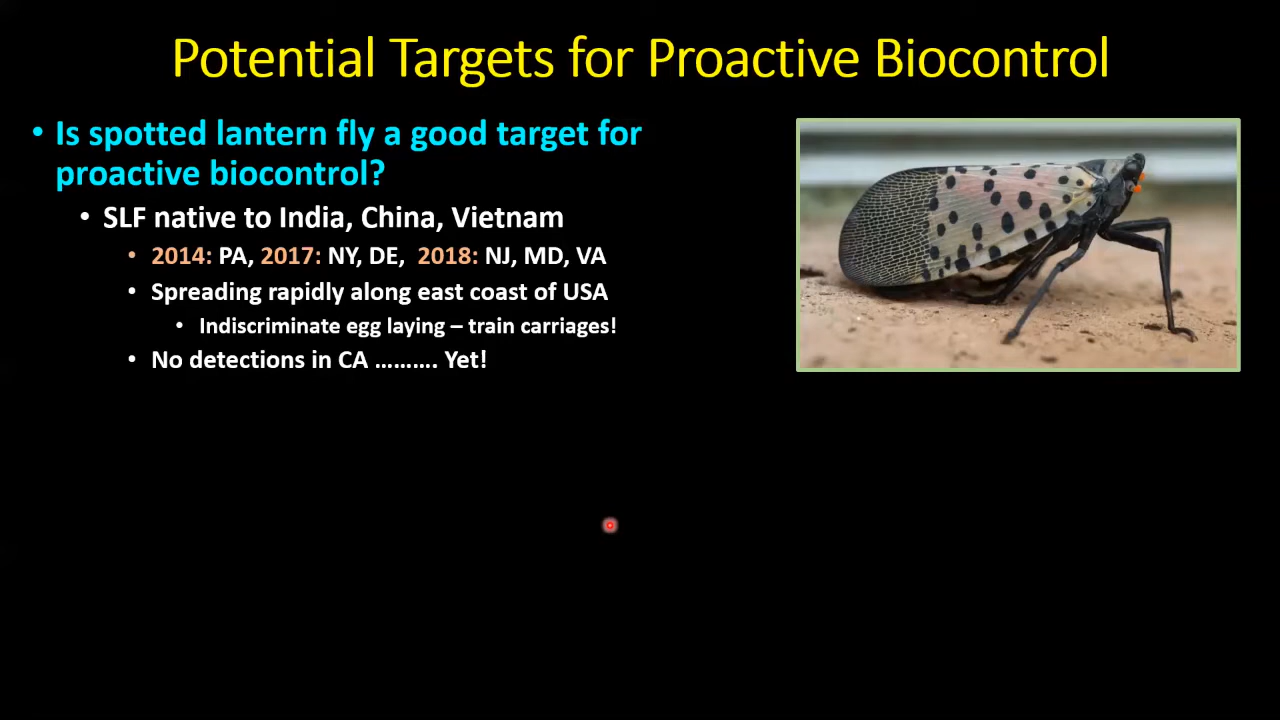 Potential Targets for Proactive Biocontrol
• Is spotted lantern fly a good target for
proactive biocontrol?
• SLF native to India, China, Vietnam
• 2014: PA, 2017: NY, DE, 2018: NJ, MD, VA
• Spreading rapidly along east coast of USA
• Indiscriminate egg laying – train carriages!
• No detections in CA .......... Yet!